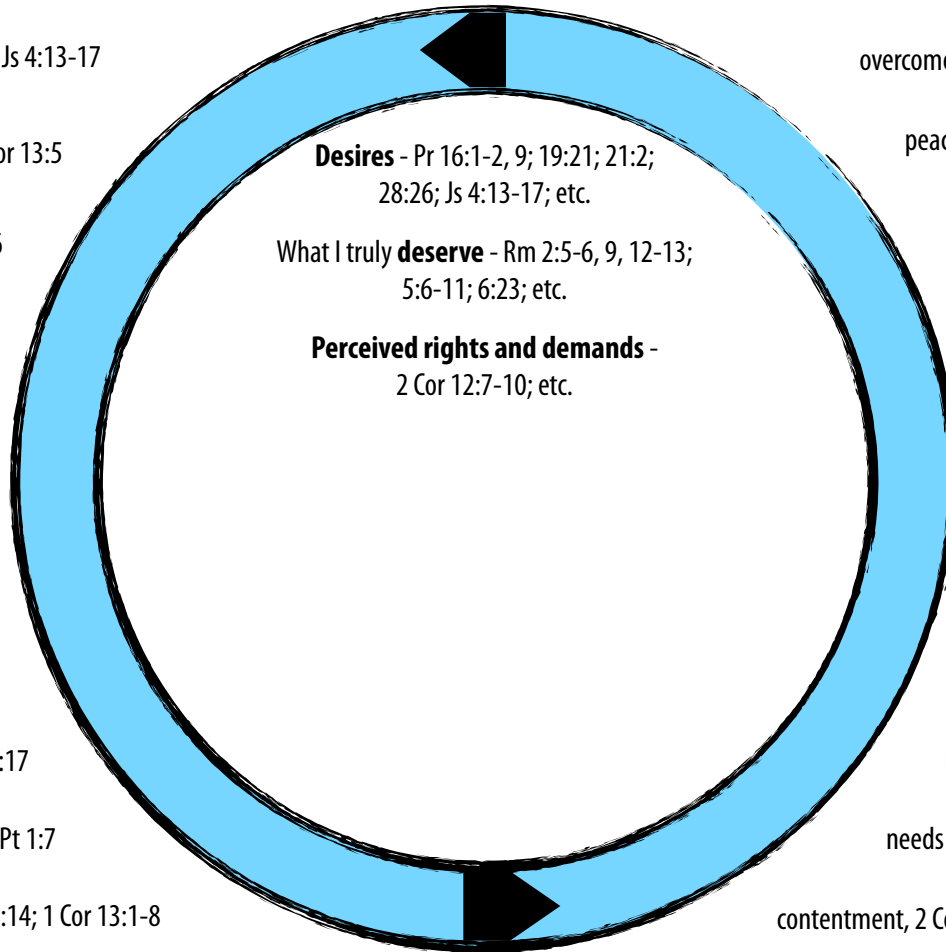 Js 4:13-17
overcome
or 13:5
peac
Desires - Pr 16:1-2, 9; 19:21; 21:2;
28:26; Js 4:13-17; etc.
What I truly deserve - Rm 2:5-6, 9, 12-13;
5:6-11; 6:23; etc.
Perceived rights and demands -
2 Cor 12:7-10; etc.
:17
Pt 1:7
needs
:14; 1 Cor 13:1-8
contentment, 2 C